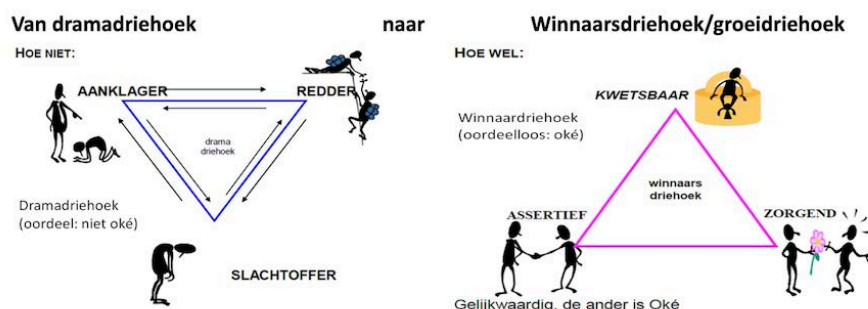 Van dramadriehoek naar Winnaarsdriehoek/groeidriehoek
HOE NIET:
AANKLAGER
REDDER
drama
driehoek
Dramadriehoek
(oordeel: niet oké)
SLACHTOFFER
HOE WEL:
KWETSBAAR
Winnaardriehoek
(oordeelloos: oké)
winnaars
driehoek
ASSERTIEF
ZORGEND
Gelijkwaardig, de ander is Oké